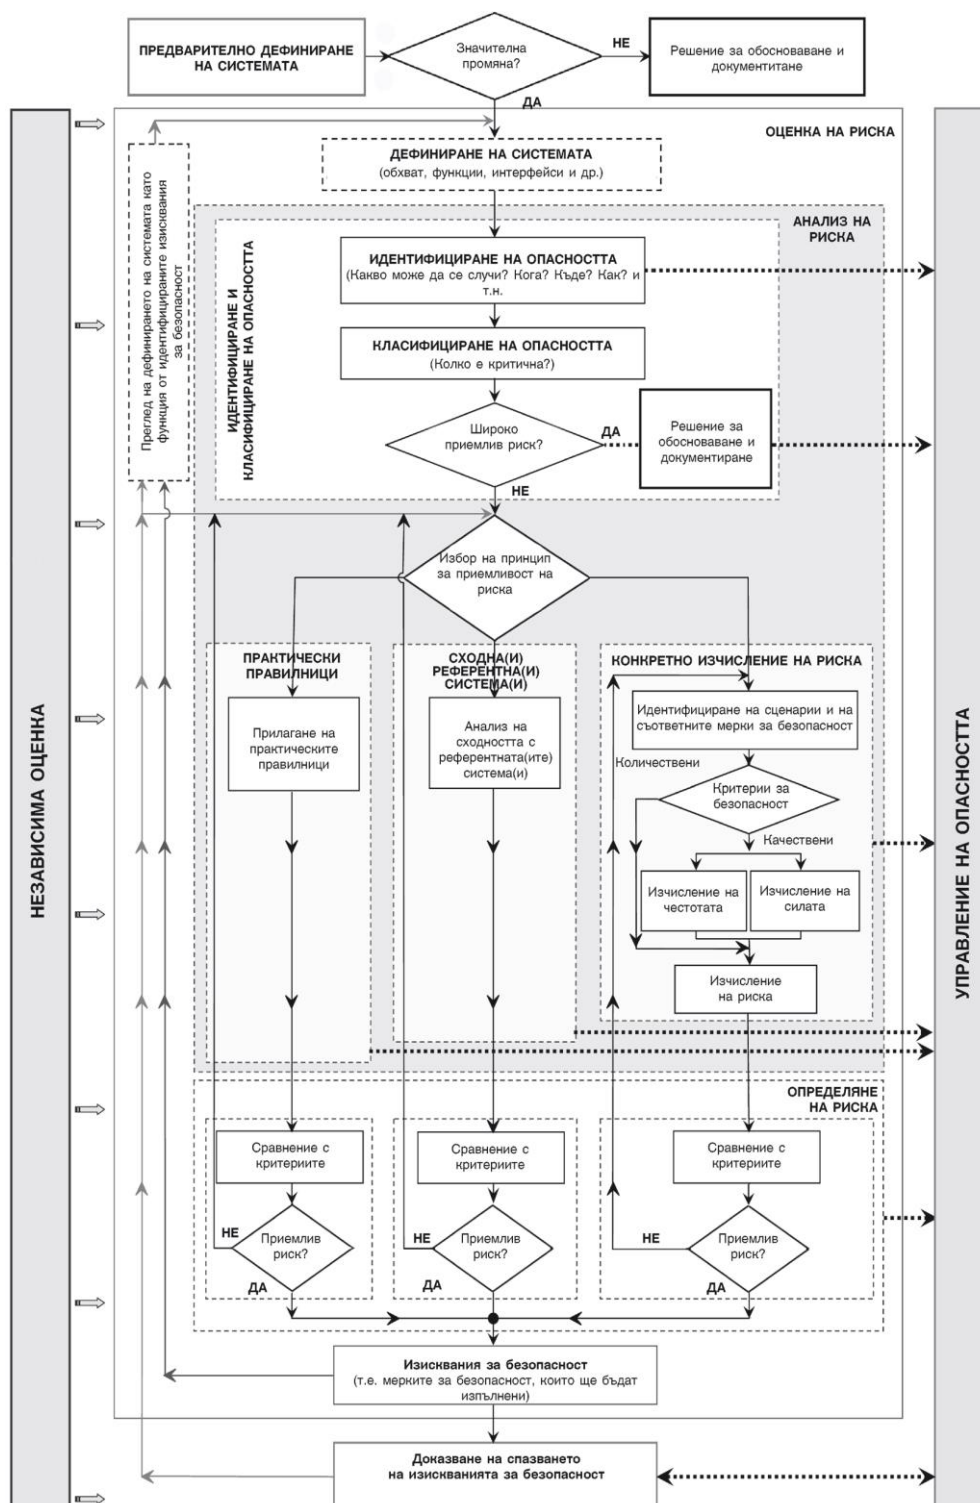 ПРЕДВАРИТЕЛНО ДЕФИНИРАНЕ
НА СИСТЕМАТА
Значителна
промяна?
НЕ
Решение за обосноваване и
документитане
ДА
ОЦЕНКА НА РИСКА
НЕЗАВИСИМА ОЦЕНКА
УПРАВЛЕНИЕ НА ОПАСНОСТТА
Преглед на дефинирането на системата като
функция от идентифицираните изисквания
за безопасност
ДЕФИНИРАНЕ НА СИСТЕМАТА
(обхват, функции, интерфейси и др.)
АНАЛИЗ НА
РИСКА
ИДЕНТИФИЦИРАНЕ И
КЛАСИФИЦИРАНЕ НА ОПАСНОСТТА
ИДЕНТИФИЦИРАНЕ НА ОПАСНОСТТА
(Какво може да се случи? Кога? Къде? Как? и
т.н.
КЛАСИФИЦИРАНЕ НА ОПАСНОСТТА
(Колко е критична?)
Широко
приемлив риск?
ДА
Решение за
обосноваване и
документиране
НЕ
Избор на принцип
за приемливост на
риска
ПРАКТИЧЕСКИ
ПРАВИЛНИЦИ
СХОДНА(И)
РЕФЕРЕНТНА(И)
СИСТЕМА(И)
КОНКРЕТНО ИЗЧИСЛЕНИЕ НА РИСКА
Прилагане на
практическите
правилници
Анализ на
сходността с
референтната(ите)
система(и)
Идентифициране на сценарии и на
съответните мерки за безопасност
Количествени
Критерии за
безопасност
Качествени
Изчисление на
честотата
Изчисление на
силата
Изчисление
на риска
ОПРЕДЕЛЯНЕ
НА РИСКА
Сравнение с
критериите
Сравнение с
критериите
Сравнение с
критериите
НЕ
Приемлив
риск?
НЕ
Приемлив
риск?
НЕ
Приемлив
риск?
ДА
ДА
ДА
Изисквания за безопасност
(т.е. мерките за безопасност, които ще бъдат
изпълнени)
Доказване на спазването
на изискванията за безопасност